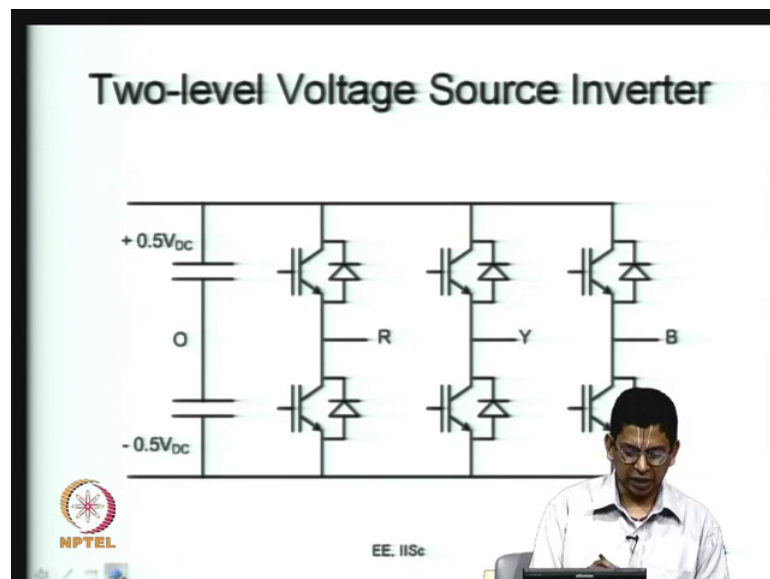 Two-level Voltage Source Inverter
+ 0.5VDC
O
R
Y
B
- 0.5VDC
NPTEL
EE, IISc